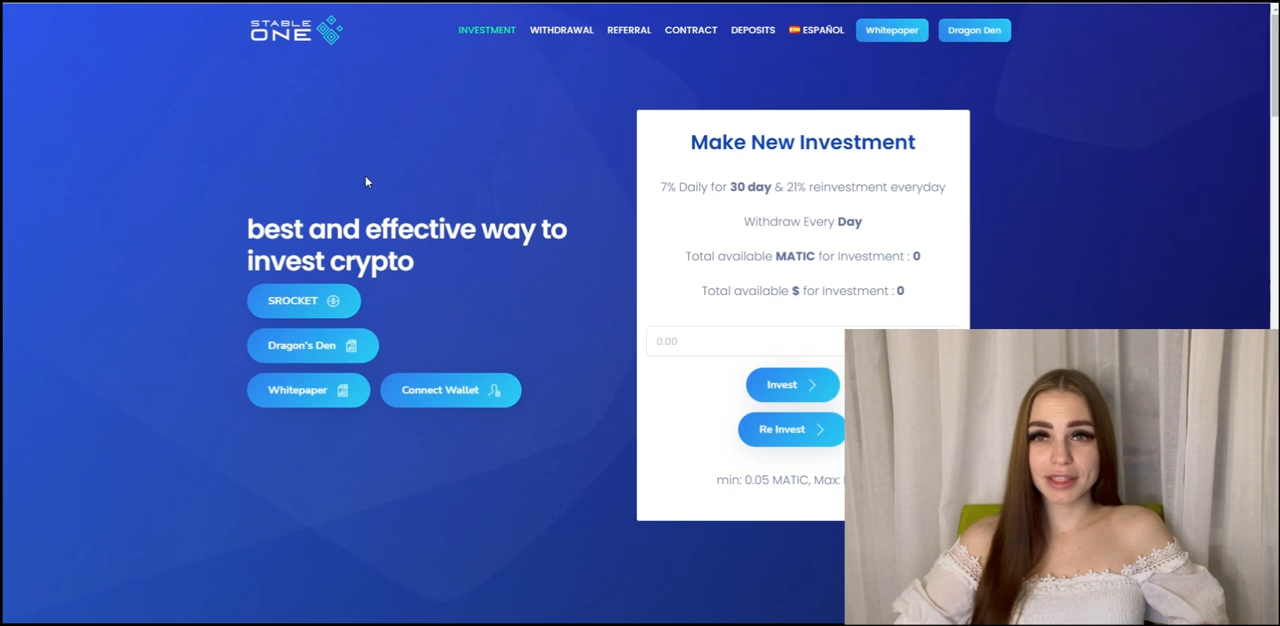 STABLE
ONE
INVESTMENT
WITHDRAWAL
REFERRAL
CONTRACT
DEPOSITS
ESPAÑOL
Whitepaper
Dragon Den
best and effective way to
invest crypto
SROCKET
Dragon's Den
Whitepaper
Connect Wallet
Make New Investment
7% Daily for 30 day & 21% reinvestment everyday
Withdraw Every Day
Total available MATIC for Investment : 0
Total available $ for Investment : 0
0.00
Invest
Re Invest
min: 0.05 MATIC, Max: